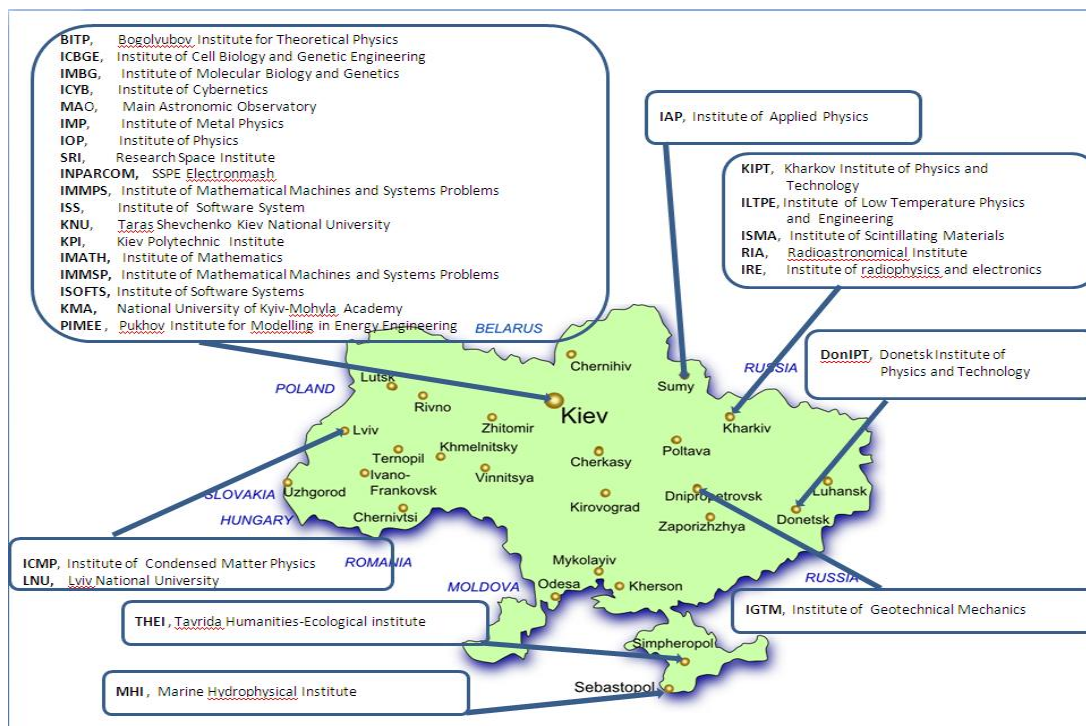 BITP, Bogolyubov Institute for Theoretical Physics
ICBGE, Institute of Cell Biology and Genetic Engineering
IMBG, Institute of Molecular Biology and Genetics
ICYB, Institute of Cybernetics
MAO, Main Astronomic Observatory
IMP, Institute of Metal Physics
IOP, Institute of Physics
SRI, Research Space Institute
INPARCOM, SSPE Electronmash
IMMPS, Institute of Mathematical Machines and Systems Problems
ISS, Institute of Software System
KNU, Taras Shevchenko Kiev National University
KPI, Kiev Polytechnic Institute
IMATH, Institute of Mathematics
IMMSP, Institute of Mathematical Machines and Systems Problems
ISOFTS, Institute of Software Systems
KMA, National University of Kyiv-Mohyla Academy
PIMEE, Pukhov Institute for Modelling in Energy Engineering
IAP, Institute of Applied Physics
KIPT, Kharkov Institute of Physics and
Technology
ILTPE, Institute of Low Temperature Physics
and Engineering
ISMA, Institute of Scintillating Materials
RIA, Radioastronomical Institute
IRE, Institute of radiophysics and electronics
DonIPT, Donetsk Institute of
Physics and Technology
BELARUS
Chernihiv
RUSSIA
POLAND
Lutsk
Sumy
Rivno
Kiev
Zhitomir
Kharkiv
Lviv
Khmelnitsky
Poltava
Ternopil
Cherkasy
Ivano-
Frankovsk
Vinnitsya
SLOVAKIA
Uzhgorod
Kirovograd
Dnipropetrovsk
Luhansk
HUNGARY
Chernivtsi
Zaporizhzhya
Donetsk
ROMANIA
Mykolayiv
MOLDOVA
Odesa
Kherson
RUSSIA
ICMP, Institute of Condensed Matter Physics
LNU, Lviv National University
IGTM, Institute of Geotechnical Mechanics
THEI, Tavrida Humanities-Ecological institute
Simpheropol
MHI, Marine Hydrophysical Institute
Sebastopol